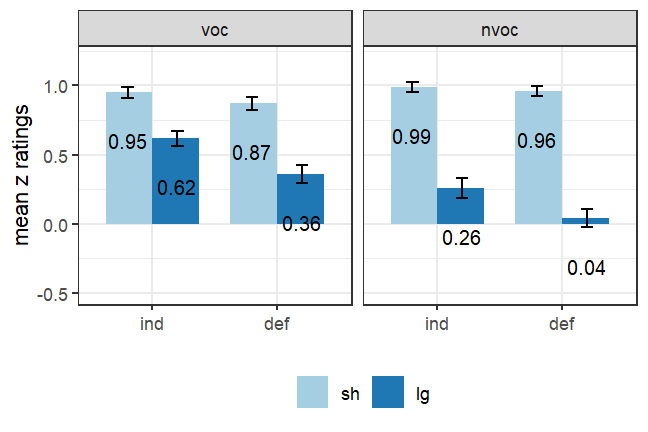 voc nvoc
mean z ratings
1.0
0.5
0.0
-0.5
0.95 0.62 0.87 0.36
0.99 0.26 0.96 0.04
ind def ind def
sh lg